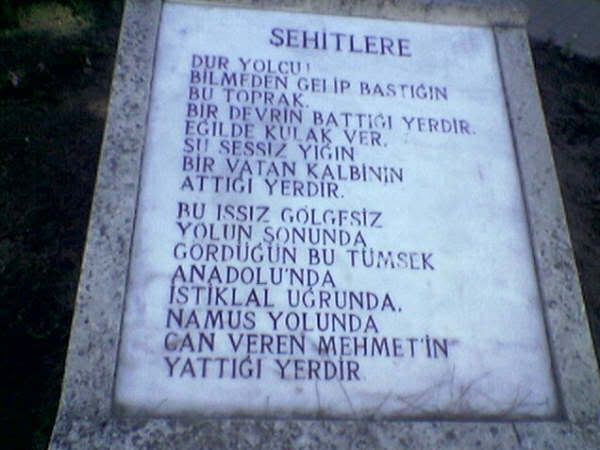 ŞEHİTLERE
DUR YOLCU!
BİLMEDEN GELİP BASTIĞIN
BU TOPRAK.
BİR DEVRİN BATTIĞI YERDİR.
EĞİLDE KULAK VER.
ŞU SESSİZ YIĞIN
BİR VATAN KALBİNİN
ATTIĞI YERDİR.
BU ISSIZ GÖLGESİZ
YOLUN SONUNDA
GÖRDÜĞÜN BU TÜMSEK
ANADOLU'NDA
İSTİKLAL UĞRUNDA,
NAMUS YOLUNDA
CAN VEREN MEHMET'İN
YATTIĞI YERDİR